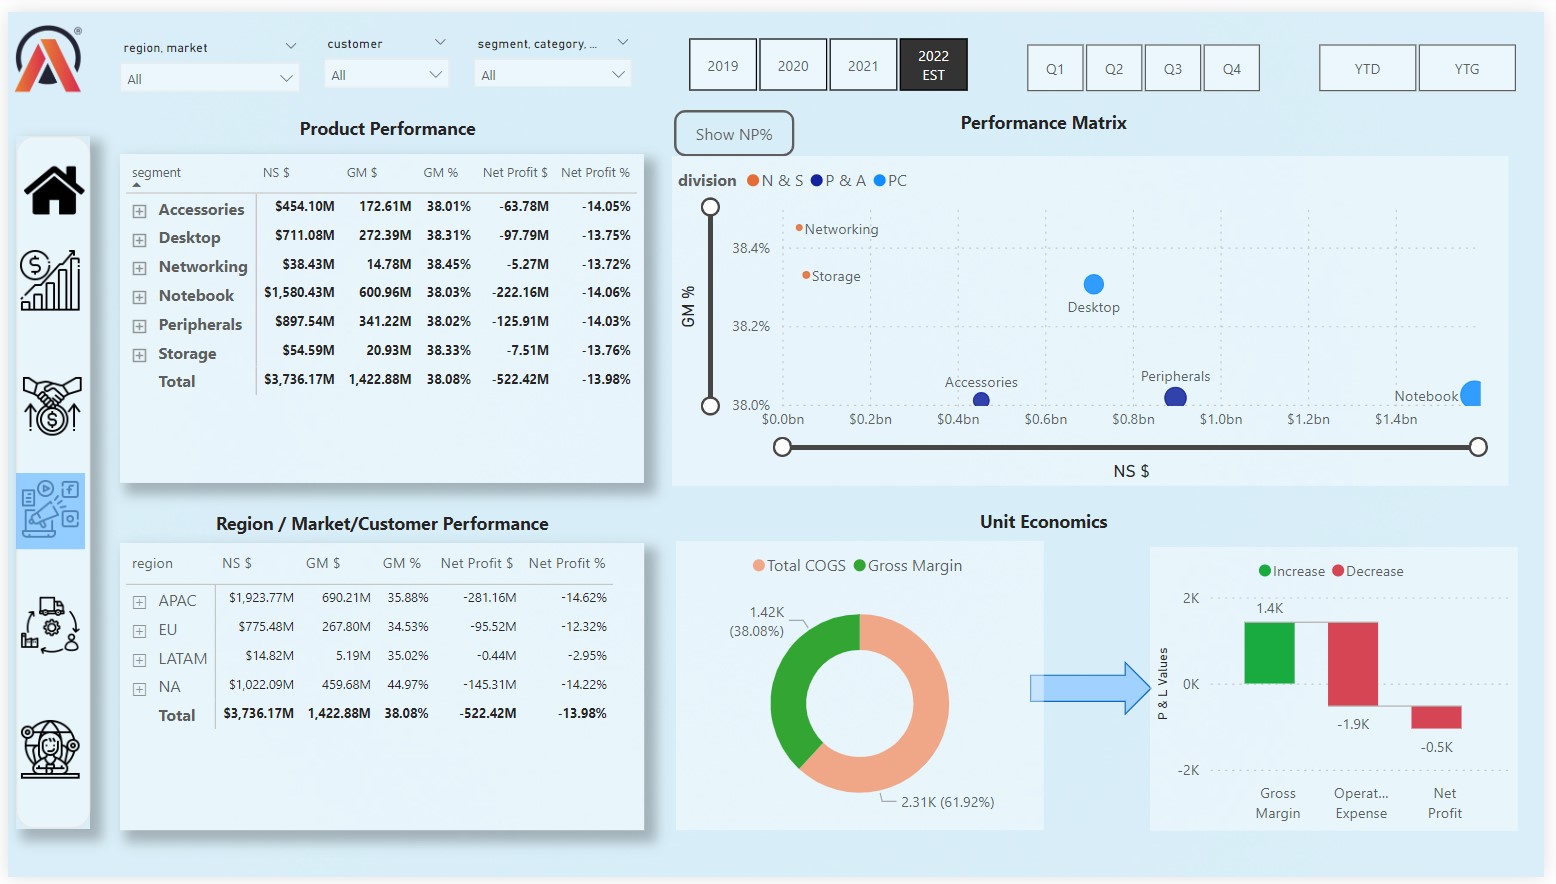 ®
region, market
All
customer
All
segment, category, ...
All
2019
2020
2021
2022
EST
Q1
Q2
Q3
Q4
YTD
YTG
Product Performance
segment NS $ GM $ GM % Net Profit $ Net Profit %
Accessories $454.10M 172.61M 38.01% -63.78M -14.05%
Desktop $711.08M 272.39M 38.31% -97.79M -13.75%
Networking $38.43M 14.78M 38.45% -5.27M -13.72%
Notebook $1,580.43M 600.96M 38.03% -222.16M -14.06%
Peripherals $897.54M 341.22M 38.02% -125.91M -14.03%
Storage $54.59M 20.93M 38.33% -7.51M -13.76%
Total $3,736.17M 1,422.88M 38.08% -522.42M -13.98%
Show NP%
Performance Matrix
division N & S P & A PC
GM %
38.4%
38.2%
38.0%
Networking
Storage
Desktop
Accessories
Peripherals
Notebook
$0.0bn $0.2bn $0.4bn $0.6bn $0.8bn $1.0bn $1.2bn $1.4bn
NS $
Region / Market/Customer Performance
region NS $ GM $ GM % Net Profit $ Net Profit %
APAC $1,923.77M 690.21M 35.88% -281.16M -14.62%
EU $775.48M 267.80M 34.53% -95.52M -12.32%
LATAM $14.82M 5.19M 35.02% -0.44M -2.95%
NA $1,022.09M 459.68M 44.97% -145.31M -14.22%
Total $3,736.17M 1,422.88M 38.08% -522.42M -13.98%
Unit Economics
Total COGS Gross Margin
1.42K
(38.08%)
2.31K (61.92%)
Increase Decrease
P & L Values
2K
0K
-2K
1.4K
-1.9K
-0.5K
Gross
Margin
Operat...
Expense
Net
Profit